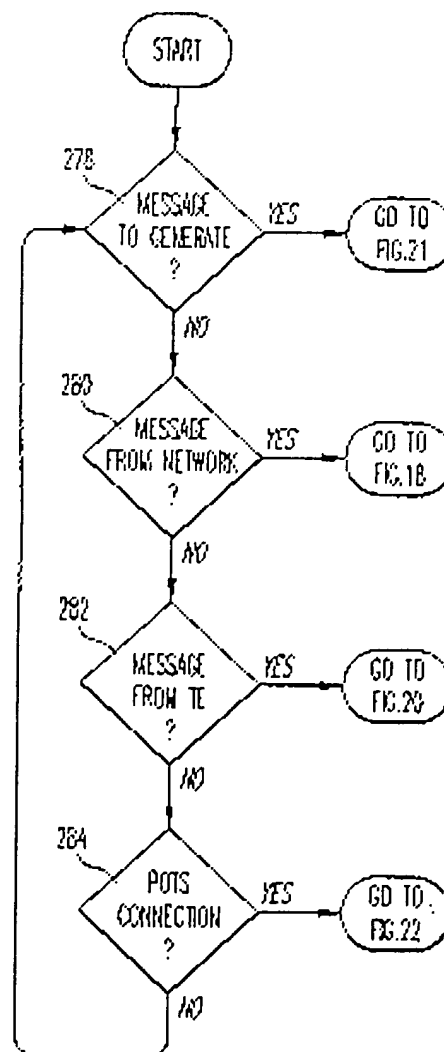 START
278
MESSAGE
TO GENERATE
?
YES
GO TO
FIG.21
NO
280
MESSAGE
FROM NETWORK
?
YES
GO TO
FIG.18
NO
282
MESSAGE
FROM TE
?
YES
GO TO
FIG.20
NO
284
POTS
CONNECTION
?
YES
GO TO
FIG.22
NO